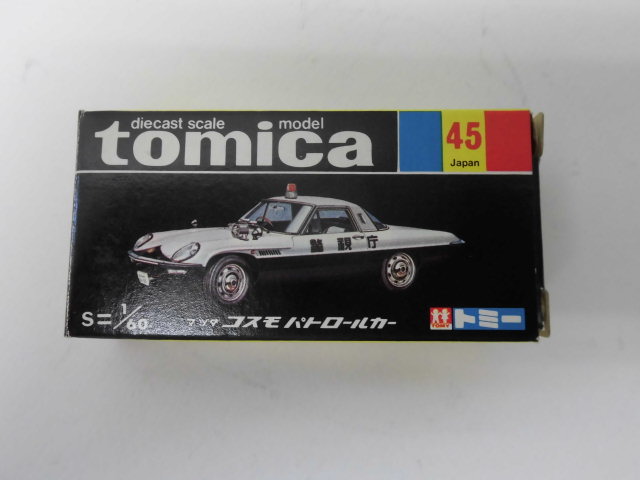 diecast scale model
tomica
45
Japan
警視庁
S=1/60
マツダ コスモ パトロールカー
TOMY
トミー